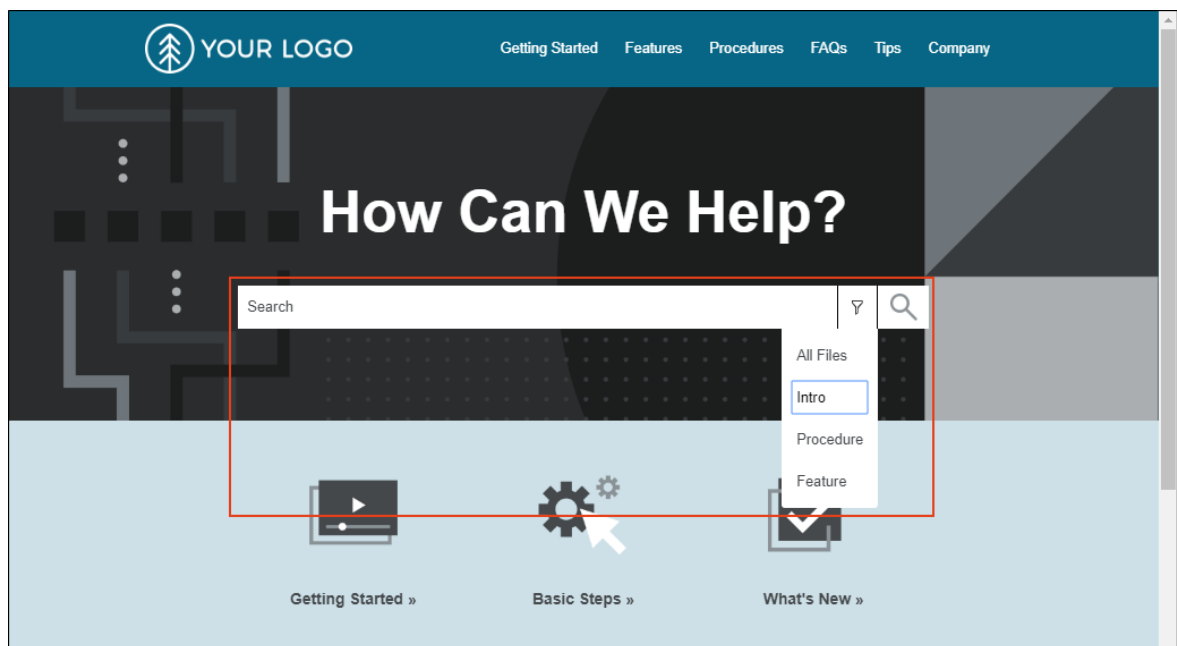 YOUR LOGO
Getting Started Features Procedures FAQs Tips Company
How Can We Help?
Search
All Files
Intro
Procedure
Feature
Getting Started » Basic Steps » What's New »